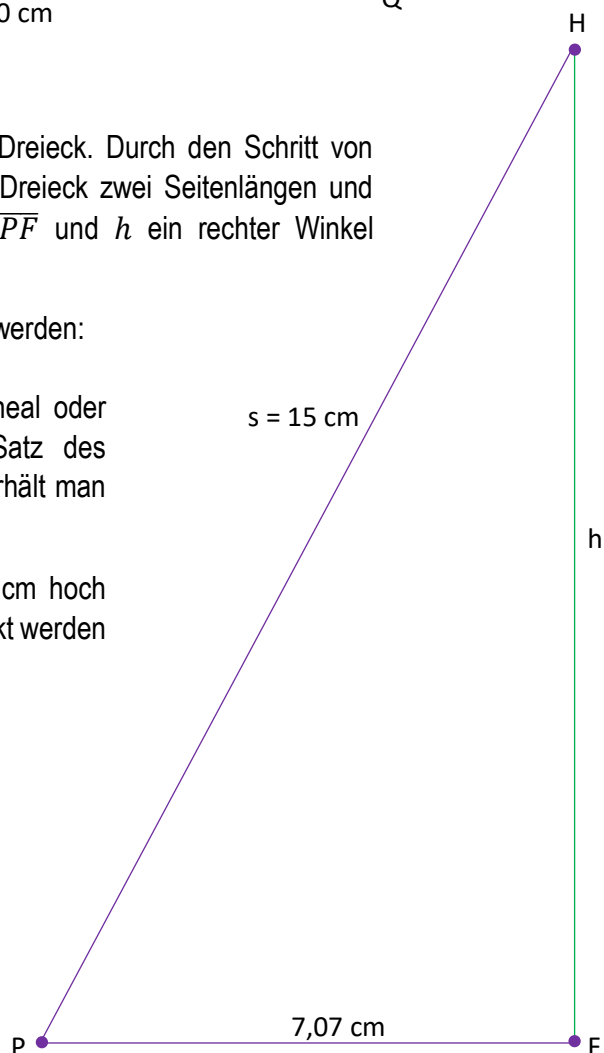 0 cm
Q
H
Dreieck. Durch den Schritt von
Dreieck zwei Seitenlängen und
PF und h ein rechter Winkel
werden:
neal oder
s = 15 cm
Satz des
rhält man
h
cm hoch
kt werden
7,07 cm
P
F